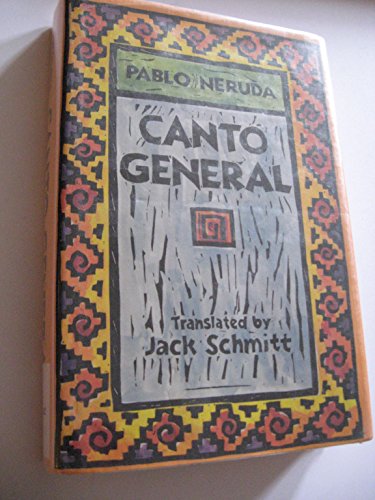 PABLO NERUDA
CANTO
GENERAL
Translated by
Jack Schmitt